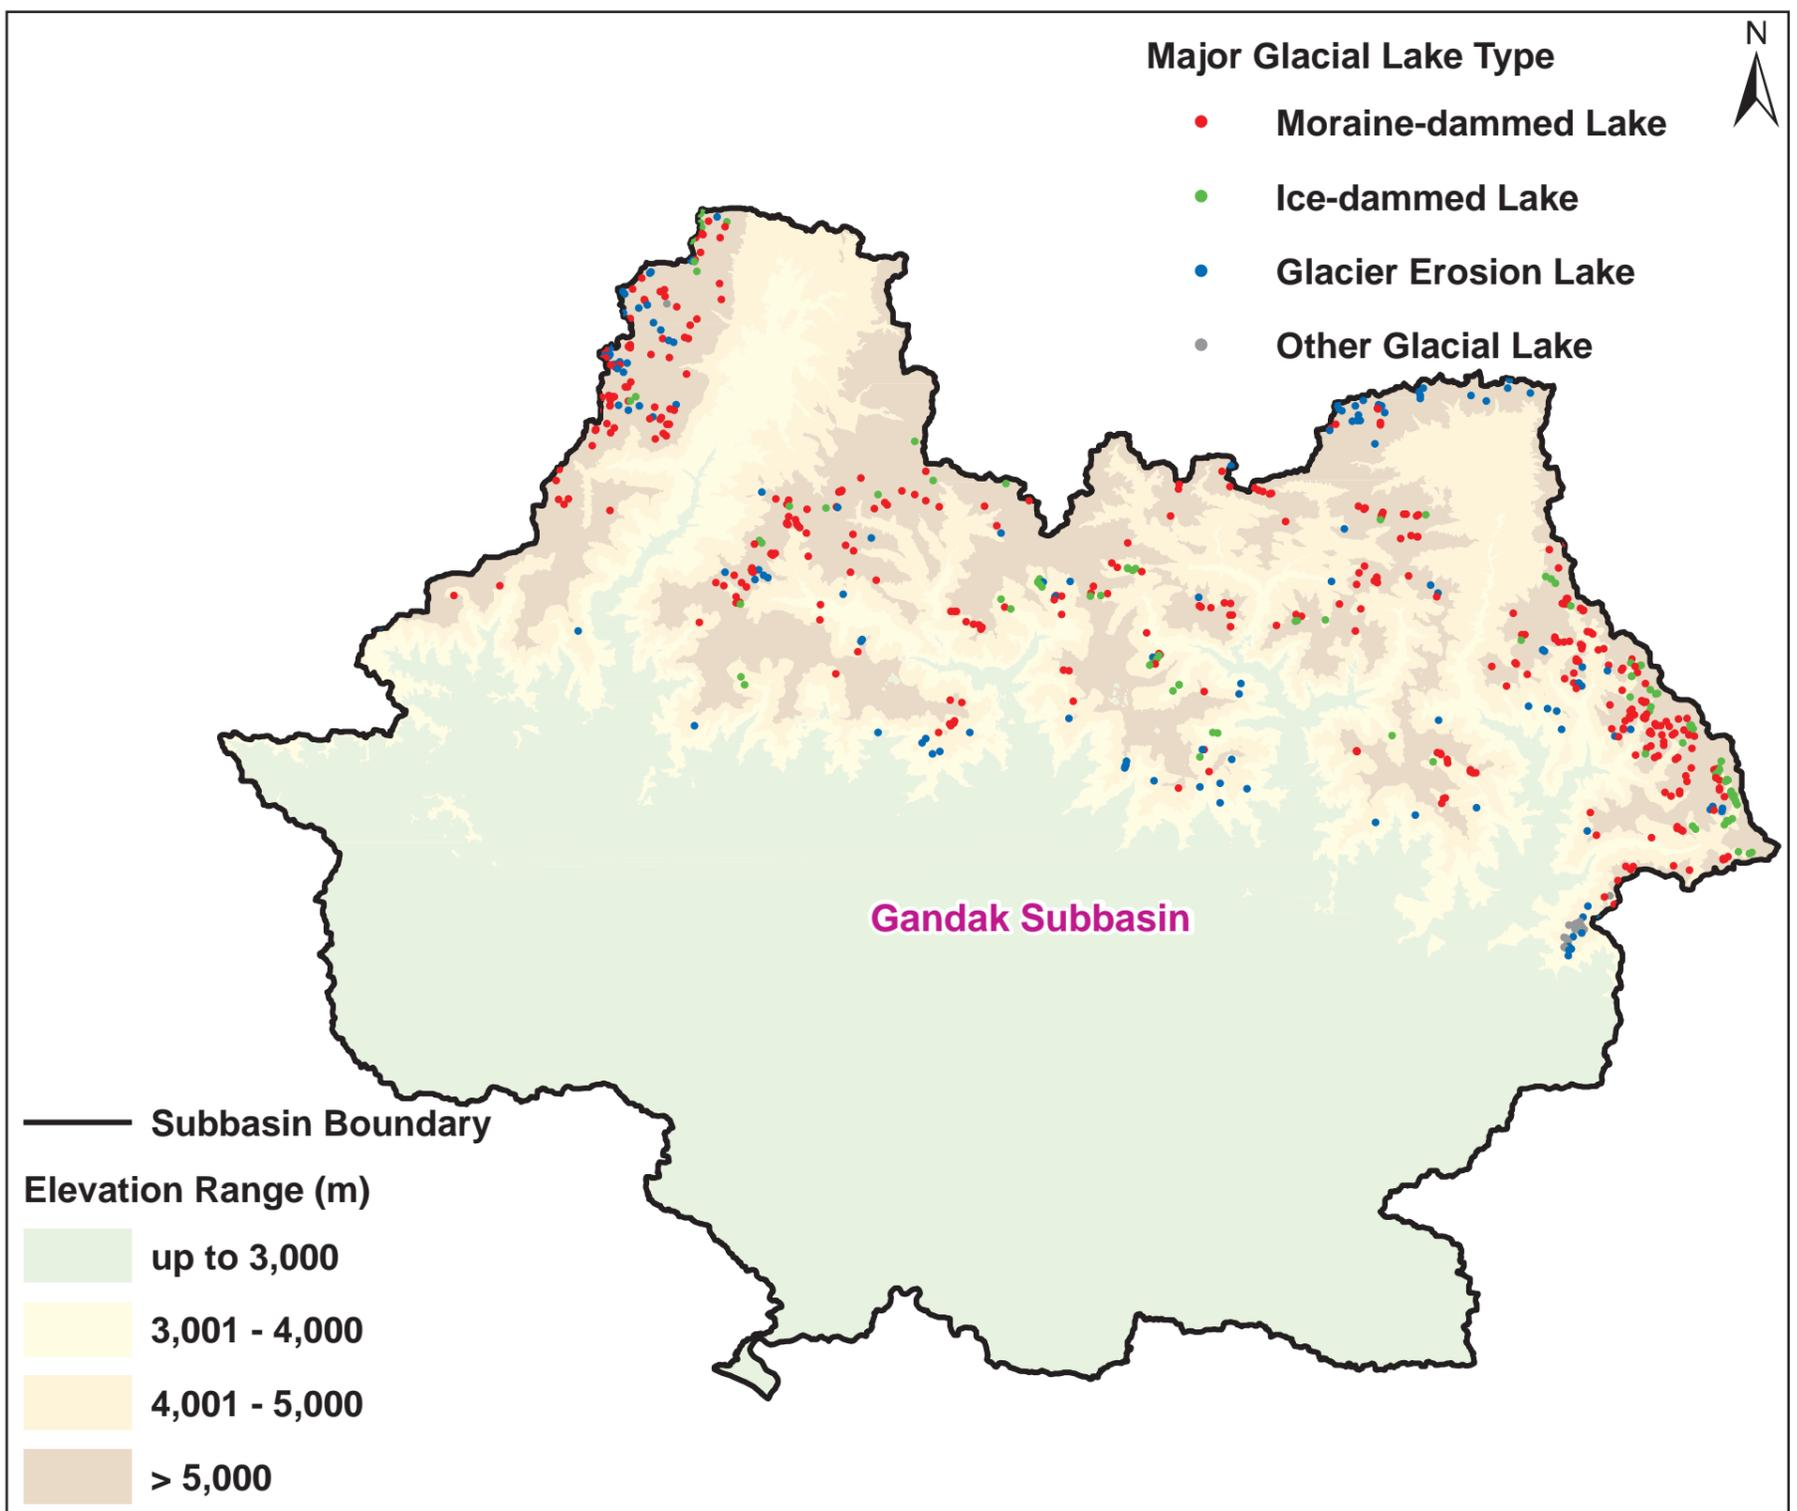 N
Major Glacial Lake Type
Moraine-dammed Lake
Ice-dammed Lake
Glacier Erosion Lake
Other Glacial Lake
Gandak Subbasin
Subbasin Boundary
Elevation Range (m)
up to 3,000
3,001 - 4,000
4,001 - 5,000
> 5,000